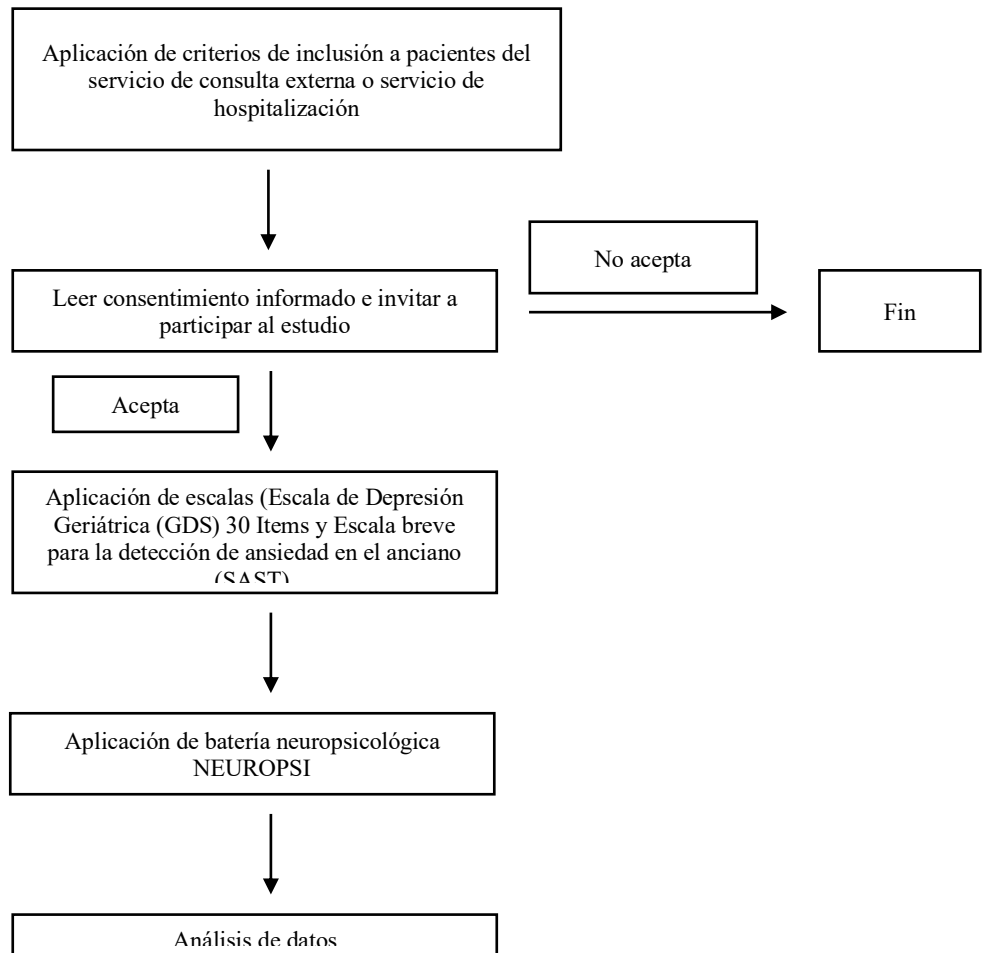 Aplicación de criterios de inclusión a pacientes del
servicio de consulta externa o servicio de
hospitalización
No acepta
Leer consentimiento informado e invitar a
participar al estudio
Fin
Acepta
Aplicación de escalas (Escala de Depresión
Geriátrica (GDS) 30 Items y Escala breve
para la detección de ansiedad en el anciano
(SAST)
Aplicación de batería neuropsicológica
NEUROPSI
Análisis de datos